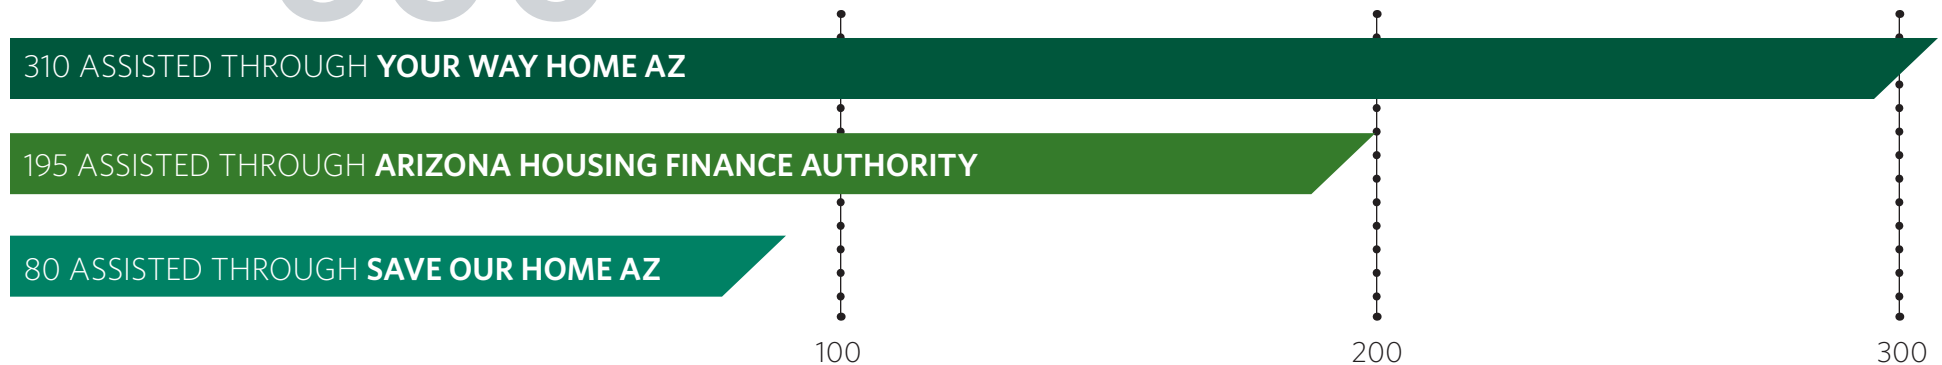 310 ASSISTED THROUGH YOUR WAY HOME AZ
195 ASSISTED THROUGH ARIZONA HOUSING FINANCE AUTHORITY
80 ASSISTED THROUGH SAVE OUR HOME AZ
100 200 300